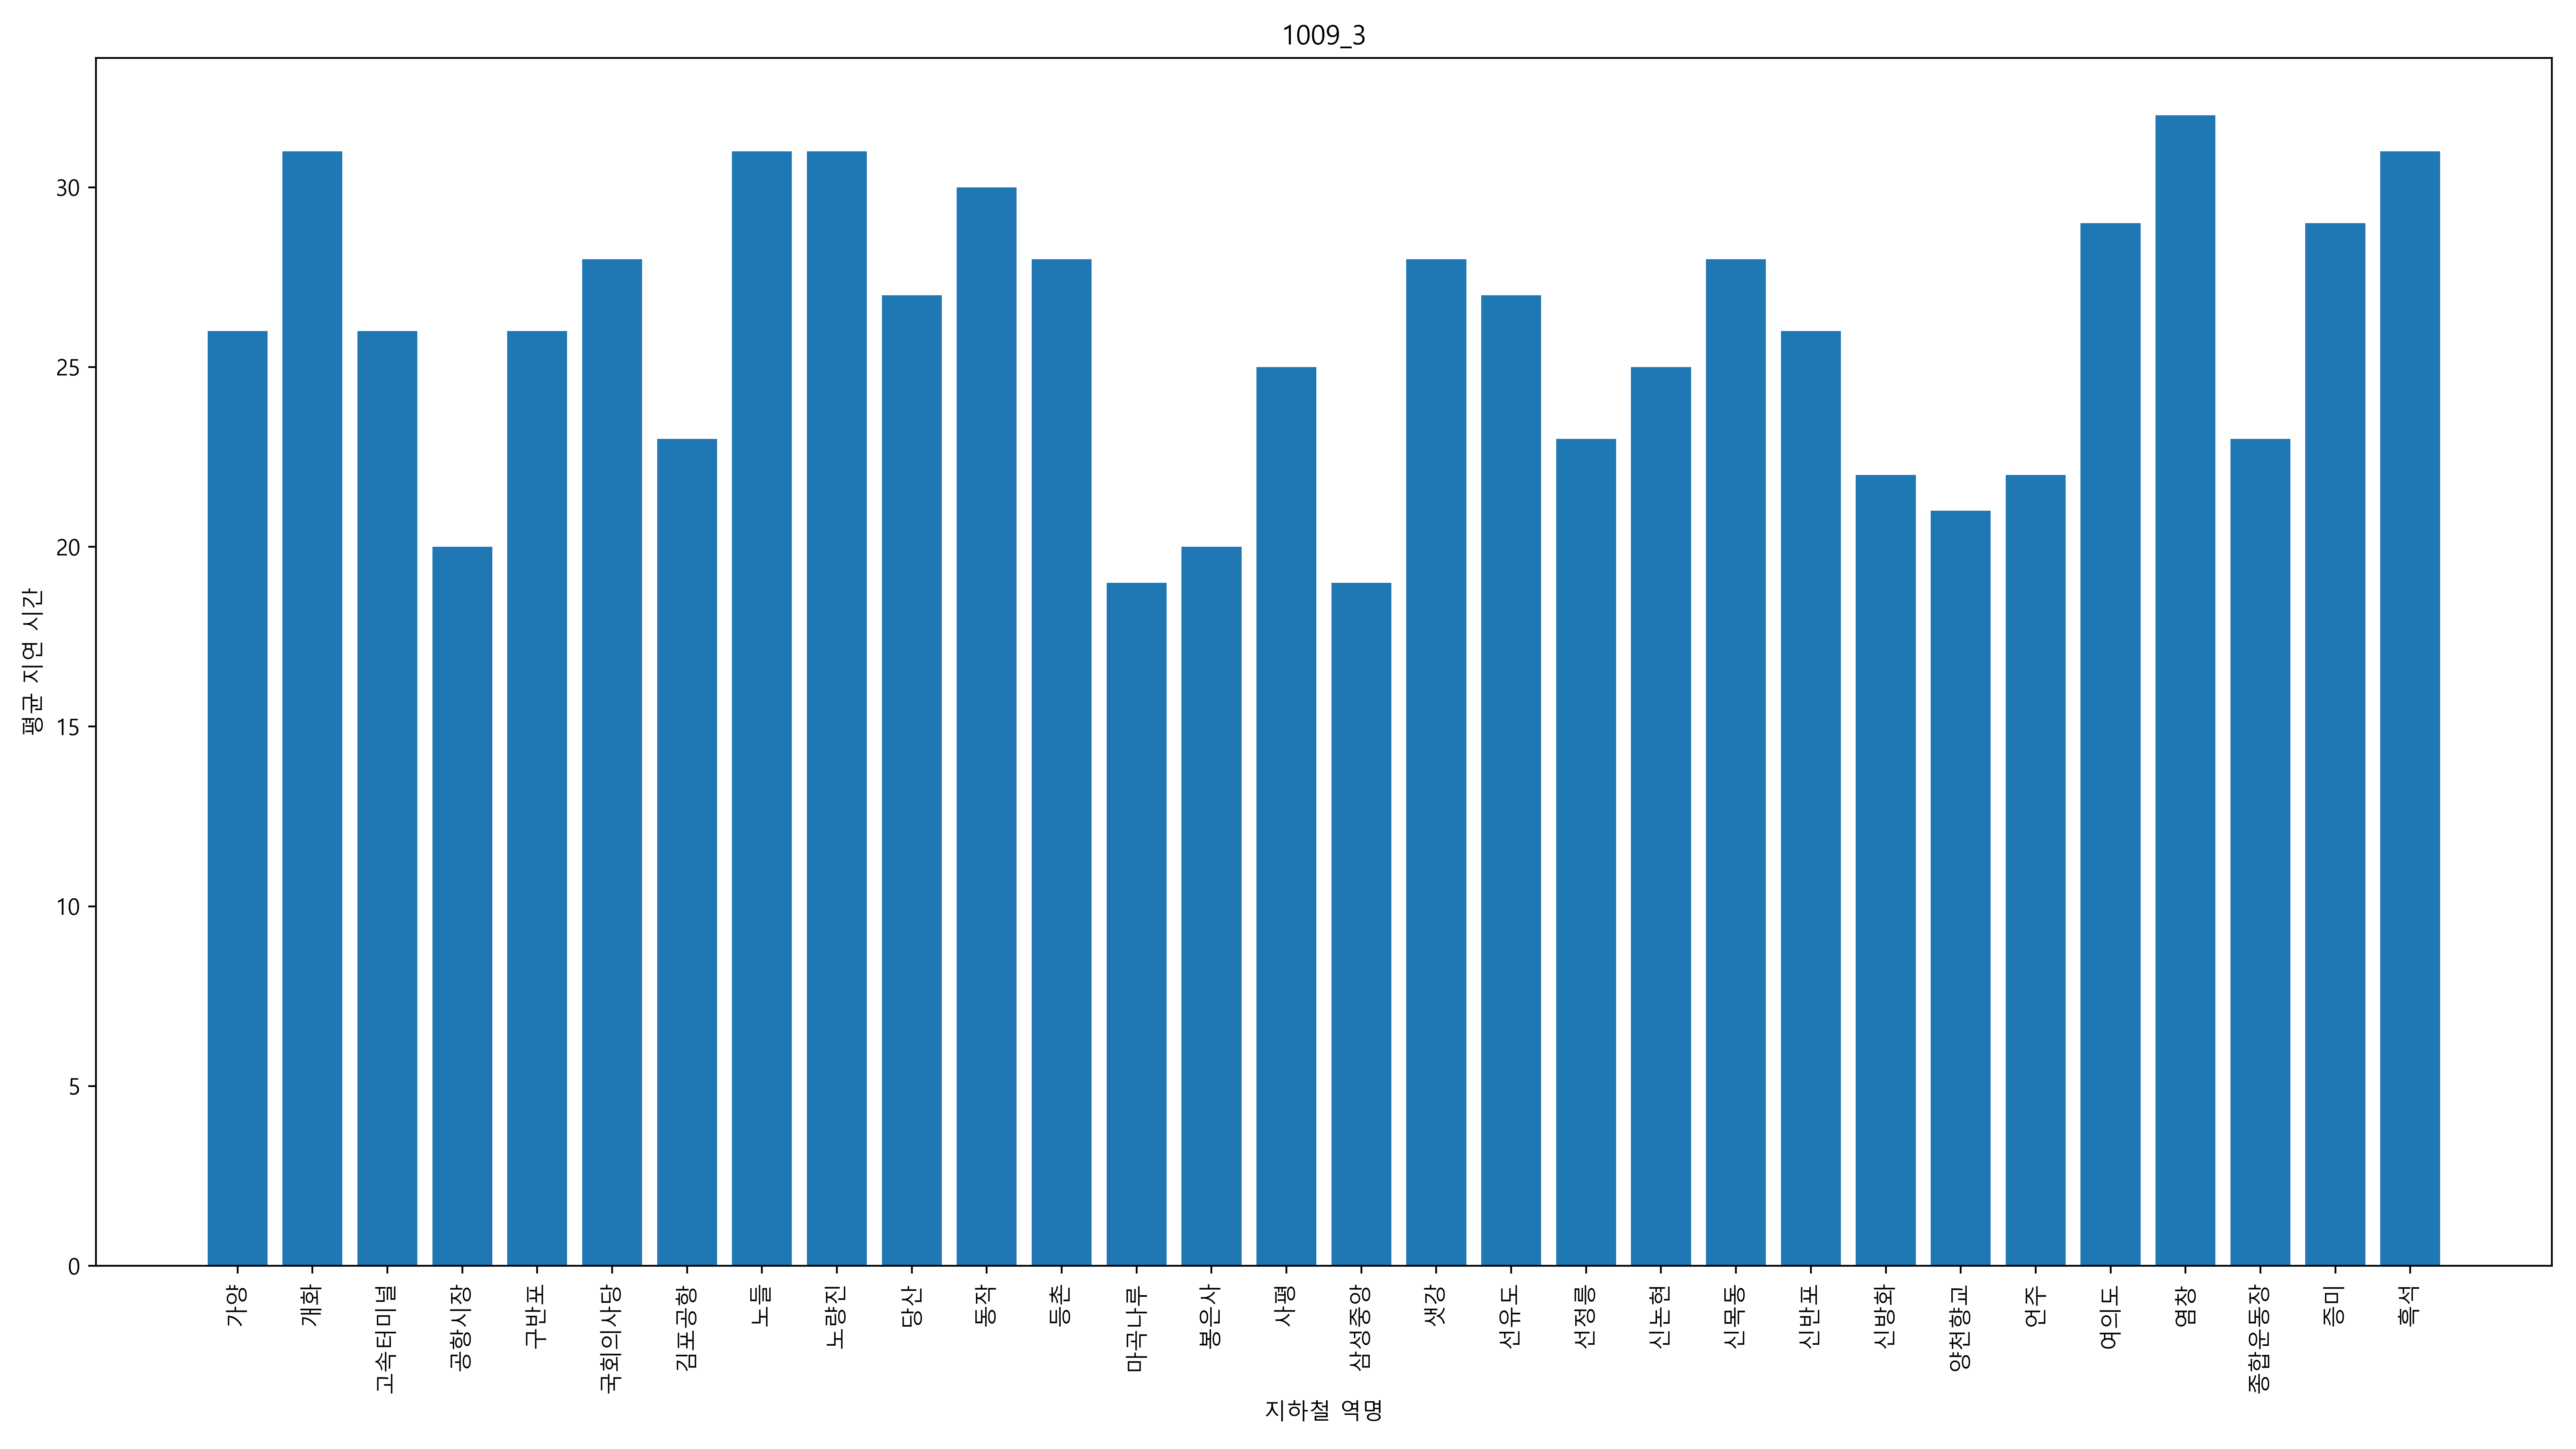 1009_3
평균 지연 시간
30
25
20
15
10
5
0
가양
개화
고속터미널
공항시장
구반포
국회의사당
김포공항
노들
노량진
당산
동작
등촌
마곡나루
봉은사
사평
삼성중앙
샛강
선유도
선정릉
신논현
신목동
신반포
신방화
양천향교
언주
여의도
염창
종합운동장
증미
흑석
지하철 역명